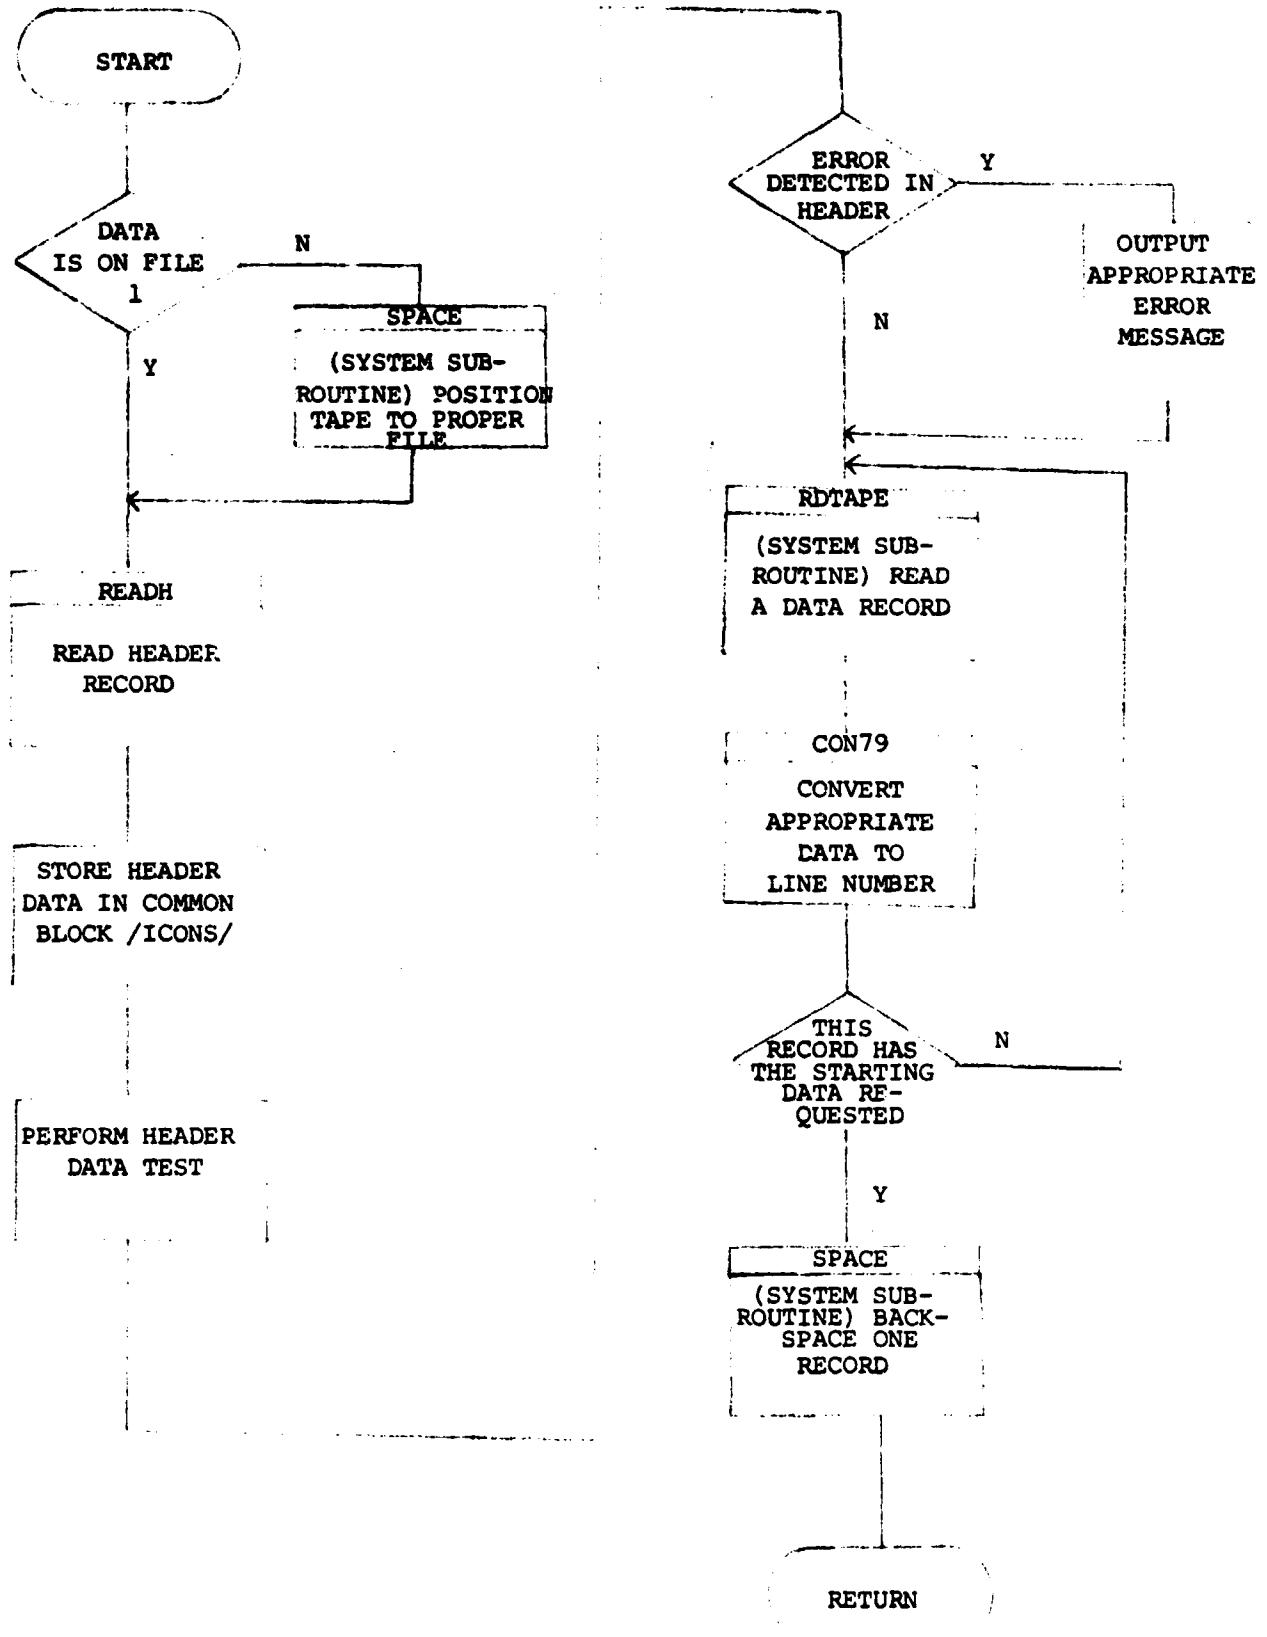 START
DATA
IS ON FILE
1
N
Y
SPACE
(SYSTEM SUB-
ROUTINE) POSITION
TAPE TO PROPER
FILE
READH
READ HEADER
RECORD
STORE HEADER
DATA IN COMMON
BLOCK /ICONS/
PERFORM HEADER
DATA TEST
ERROR
DETECTED IN
HEADER
Y
N
OUTPUT
APPROPRIATE
ERROR
MESSAGE
RDTAPE
(SYSTEM SUB-
ROUTINE) READ
A DATA RECORD
CON79
CONVERT
APPROPRIATE
DATA TO
LINE NUMBER
THIS
RECORD HAS
THE STARTING
DATA RE-
QUESTED
N
Y
SPACE
(SYSTEM SUB-
ROUTINE) BACK-
SPACE ONE
RECORD
RETURN